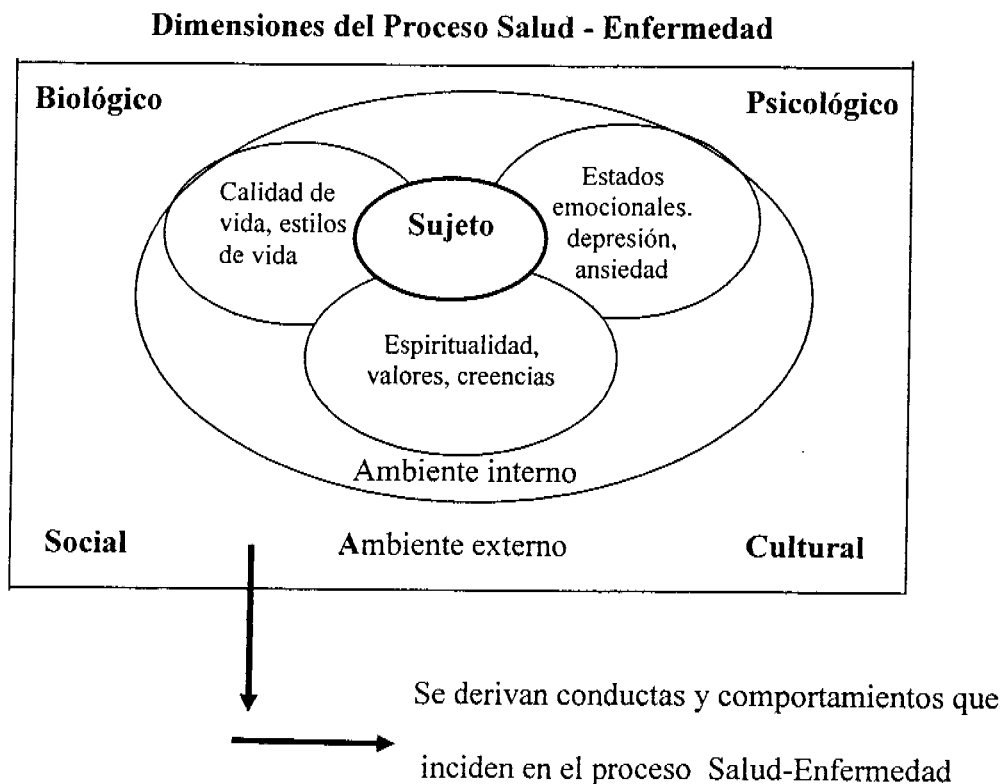 Dimensiones del Proceso Salud - Enfermedad
Biológico
Psicológico
Calidad de
vida, estilos
de vida
Sujeto
Estados
emocionales.
depresión,
ansiedad
Espiritualidad,
valores, creencias
Ambiente interno
Social
Ambiente externo
Cultural
Se derivan conductas y comportamientos que
inciden en el proceso Salud-Enfermedad